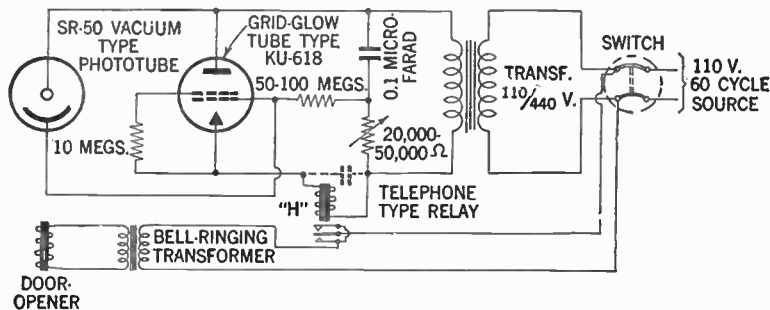 SR-50 VACUUM
TYPE
PHOTOTUBE
GRID-GLOW
TUBE TYPE
KU-618
50-100 MEGS.
0.1 MICRO-
FARAD
10 MEGS.
20,000-
50,000 Ω
"H"
TELEPHONE
TYPE RELAY
TRANSF.
110/440 V.
SWITCH
110 V.
60 CYCLE
SOURCE
BELL-RINGING
TRANSFORMER
DOOR-
OPENER